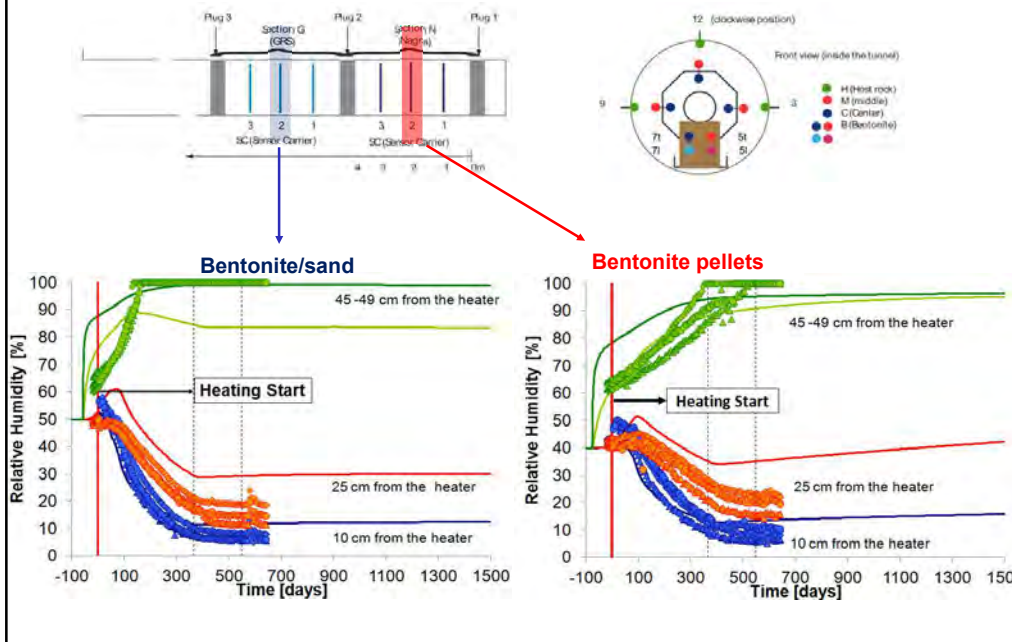 Plug 3
Plug 2
Plug 1
Section G
(GRS)
Section N
(Nagra)
3 2 1
3 2 1
SC (Sensor Carrier)
SC (Sensor Carrier)
4 3 2 1 0m
12 (clockwise position)
Front view (inside the tunnel)
9
3
H (Host rock)
M (middle)
C (Center)
B (Bentonite)
7t
5t
7l
5l
Bentonite/sand
Relative Humidity [%]
100
90
80
70
60
50
40
30
20
10
0
45 -49 cm from the heater
Heating Start
25 cm from the heater
10 cm from the heater
-100 100 300 500 700 900 1100 1300 1500
Time [days]
Bentonite pellets
Relative Humidity [%]
100
90
80
70
60
50
40
30
20
10
0
45 -49 cm from the heater
Heating Start
25 cm from the heater
10 cm from the heater
-100 100 300 500 700 900 1100 1300 150
Time [days]